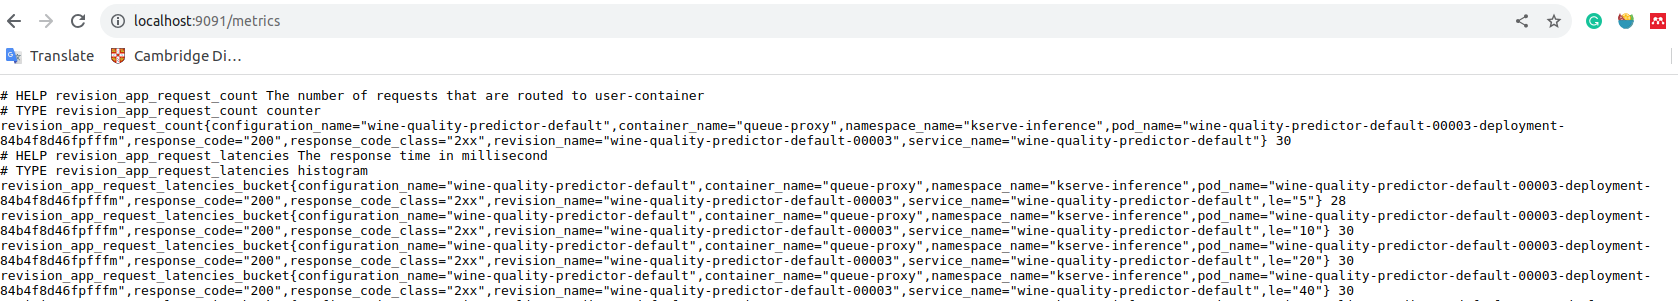 localhost:9091/metrics
Translate
Cambridge Di...
# HELP revision_app_request_count The number of requests that are routed to user-container
# TYPE revision_app_request_count counter
revision_app_request_count{configuration_name="wine-quality-predictor-default",container_name="queue-proxy",namespace_name="kserve-inference",pod_name="wine-quality-predictor-default-00003-deployment-
84b4f8d46fpfffm",response_code="200",response_code_class="2xx",revision_name="wine-quality-predictor-default-00003",service_name="wine-quality-predictor-default"} 30
# HELP revision_app_request_latencies The response time in millisecond
# TYPE revision_app_request_latencies histogram
revision_app_request_latencies_bucket{configuration_name="wine-quality-predictor-default",container_name="queue-proxy",namespace_name="kserve-inference",pod_name="wine-quality-predictor-default-00003-deployment-
84b4f8d46fpfffm",response_code="200",response_code_class="2xx",revision_name="wine-quality-predictor-default-00003",service_name="wine-quality-predictor-default",le="5"} 28
revision_app_request_latencies_bucket{configuration_name="wine-quality-predictor-default",container_name="queue-proxy",namespace_name="kserve-inference",pod_name="wine-quality-predictor-default-00003-deployment-
84b4f8d46fpfffm",response_code="200",response_code_class="2xx",revision_name="wine-quality-predictor-default-00003",service_name="wine-quality-predictor-default",le="10"} 30
revision_app_request_latencies_bucket{configuration_name="wine-quality-predictor-default",container_name="queue-proxy",namespace_name="kserve-inference",pod_name="wine-quality-predictor-default-00003-deployment-
84b4f8d46fpfffm",response_code="200",response_code_class="2xx",revision_name="wine-quality-predictor-default-00003",service_name="wine-quality-predictor-default",le="20"} 30
revision_app_request_latencies_bucket{configuration_name="wine-quality-predictor-default",container_name="queue-proxy",namespace_name="kserve-inference",pod_name="wine-quality-predictor-default-00003-deployment-
84b4f8d46fpfffm",response_code="200",response_code_class="2xx",revision_name="wine-quality-predictor-default-00003",service_name="wine-quality-predictor-default",le="40"} 30